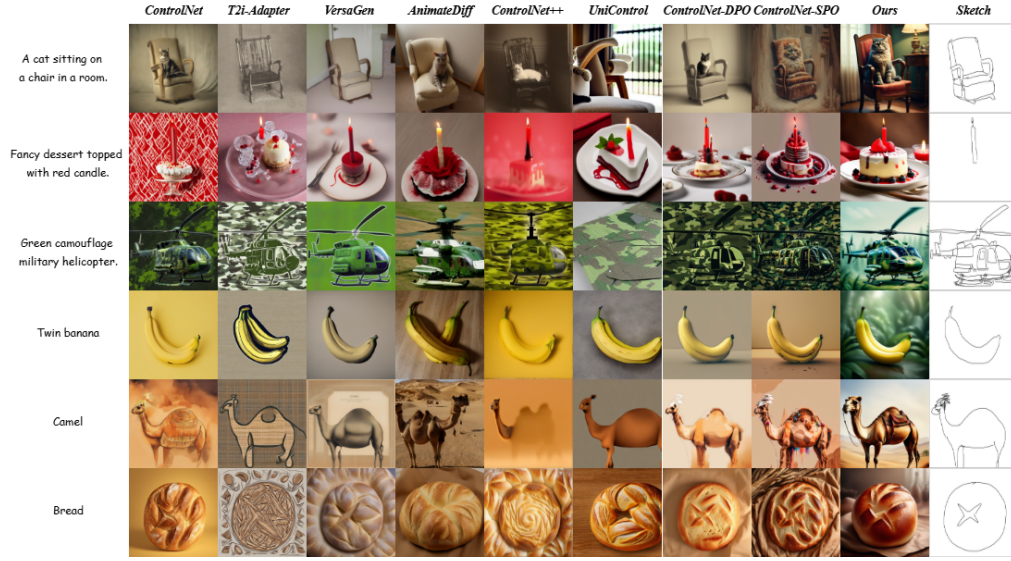 ControlNet T2i-Adapter VersaGen AnimateDiff ControlNet++ UniControl ControlNet-DPO ControlNet-SPO Ours Sketch
A cat sitting on
a chair in a room.
Fancy dessert topped
with red candle.
Green camouflage
military helicopter.
Twin banana
Camel
Bread